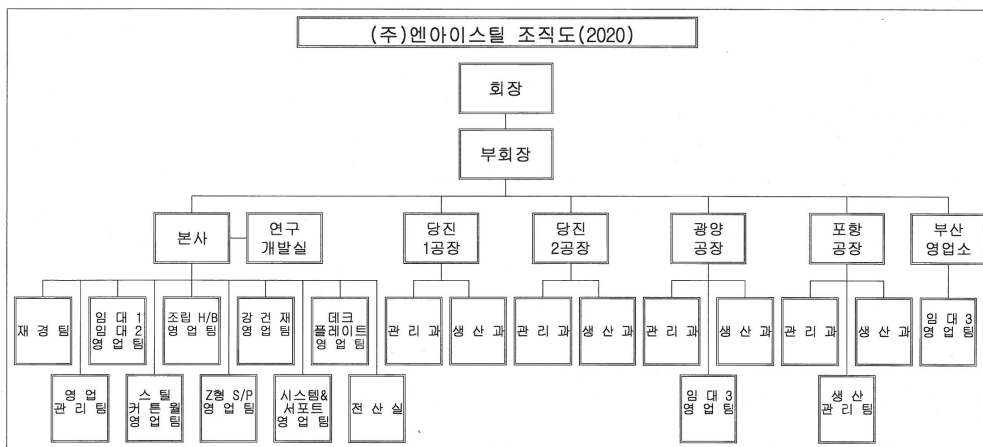 (주)엔아이스틸 조직도(2020)
회장
부회장
본사
연구
개발실
당진
1공장
당진
2공장
광양
공장
포항
공장
부산
영업소
재 경 팀
임 대 1
임 대 2
영 업 팀
조립 H/B
영 업 팀
강 건 재
영 업 팀
데크
플레이트
영 업 팀
관 리 과
생 산 과
관 리 과
생 산 과
관 리 과
생 산 과
관 리 과
생 산 과
임 대 3
영 업 팀
영 업
관 리 팀
스 틸
커 튼 월
영 업 팀
Z형 S/P
영 업 팀
시스템&
서포트
영 업 팀
전 산 실
임 대 3
영 업 팀
생 산
관 리 팀